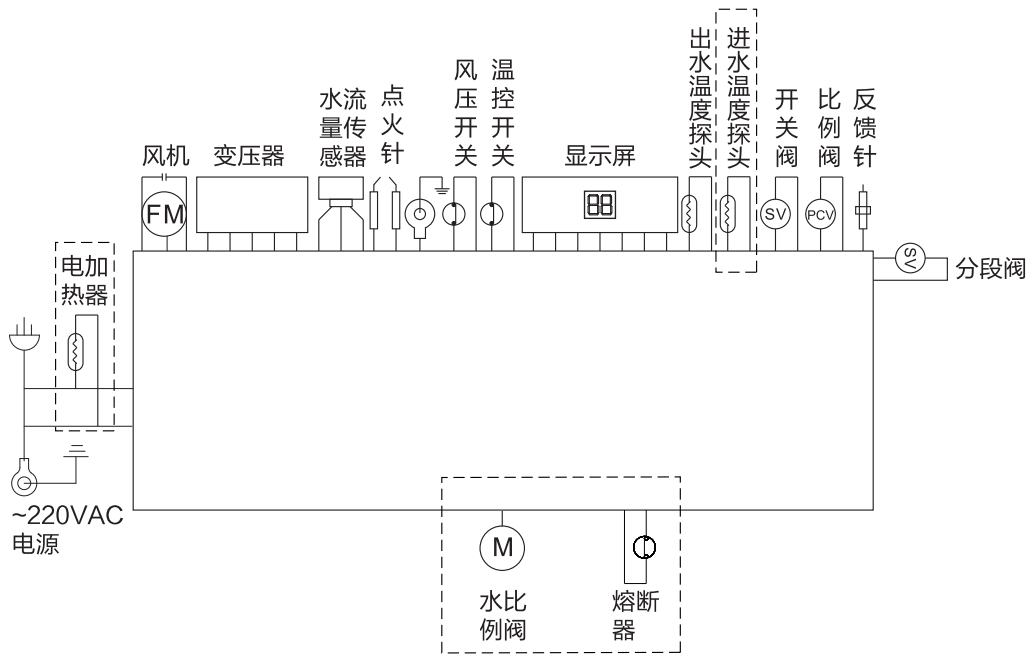 出水温度探头
进水温度探头
风压开关
温控开关
水流
量传
感器
点火针
开关阀
比例阀
反馈针
风机
变压器
显示屏
88
FM
SV
PCV
SV
分段阀
电加
热器
~220VAC
电源
M
水比
例阀
熔断
器